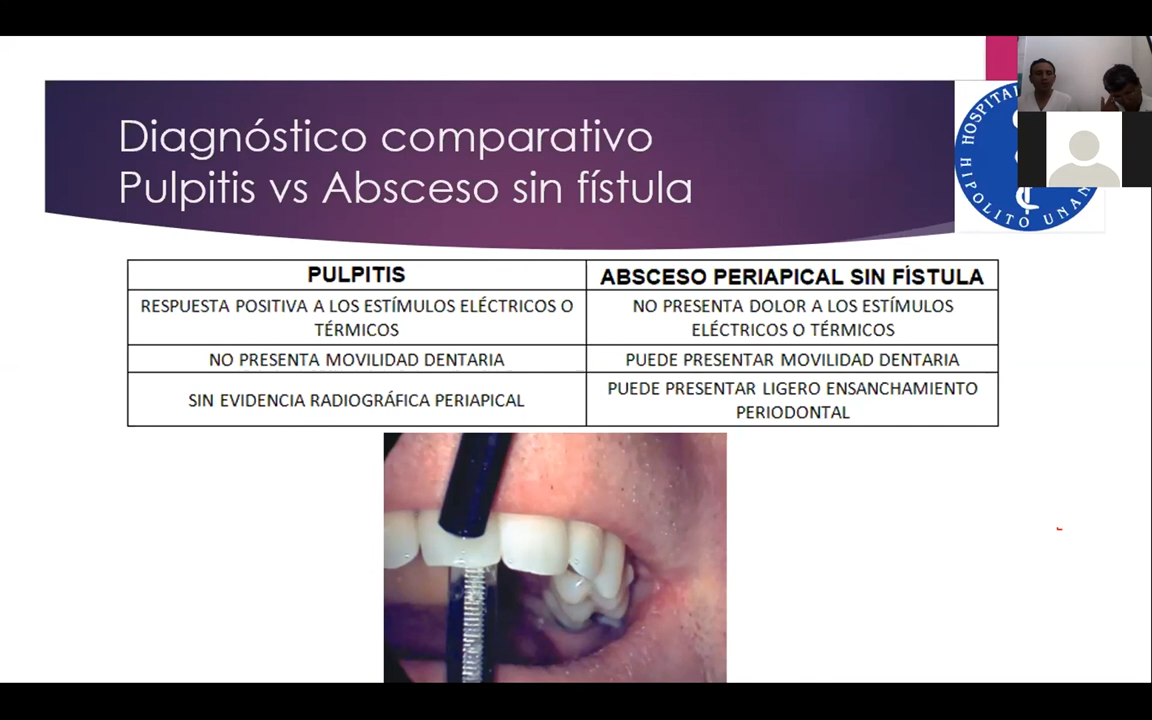 Diagnóstico comparativo
Pulpitis vs Absceso sin fístula
HOSPITAL
HIPOLITO UNAN
PULPITIS
ABSCESO PERIAPICAL SIN FÍSTULA
RESPUESTA POSITIVA A LOS ESTÍMULOS ELÉCTRICOS O
TÉRMICOS
NO PRESENTA DOLOR A LOS ESTÍMULOS
ELÉCTRICOS O TÉRMICOS
NO PRESENTA MOVILIDAD DENTARIA
PUEDE PRESENTAR MOVILIDAD DENTARIA
SIN EVIDENCIA RADIOGRÁFICA PERIAPICAL
PUEDE PRESENTAR LIGERO ENSANCHAMIENTO
PERIODONTAL